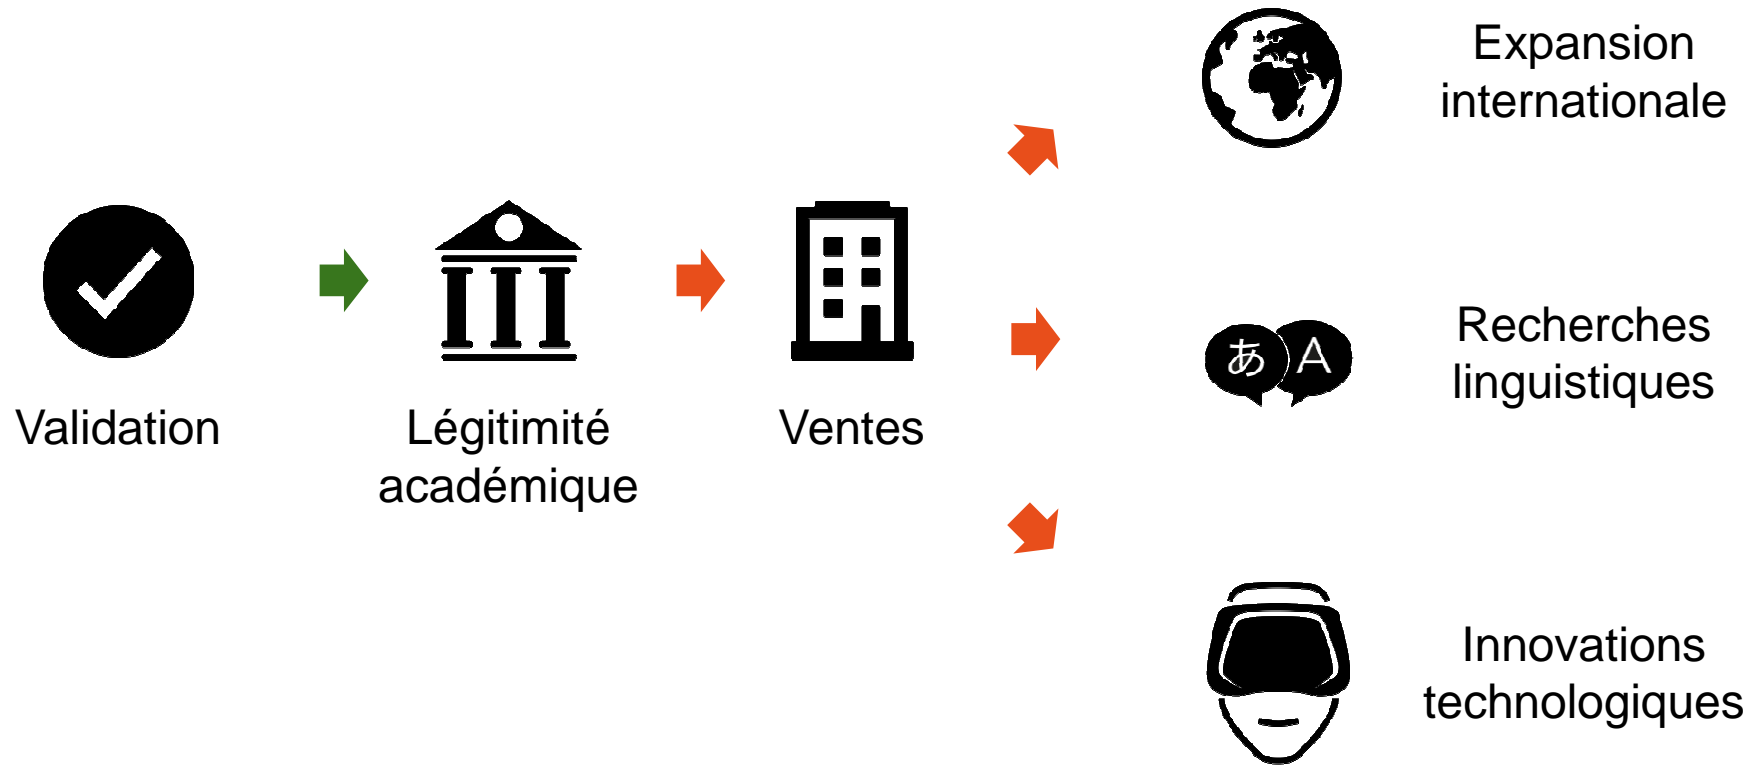 Validation
Légitimité
académique
Ventes
Expansion
internationale
あ A
Recherches
linguistiques
Innovations
technologiques